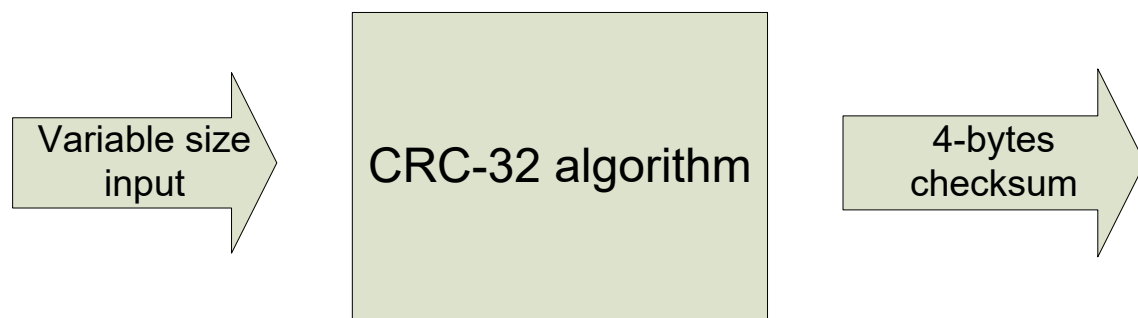 Variable size
input
CRC-32 algorithm
4-bytes
checksum